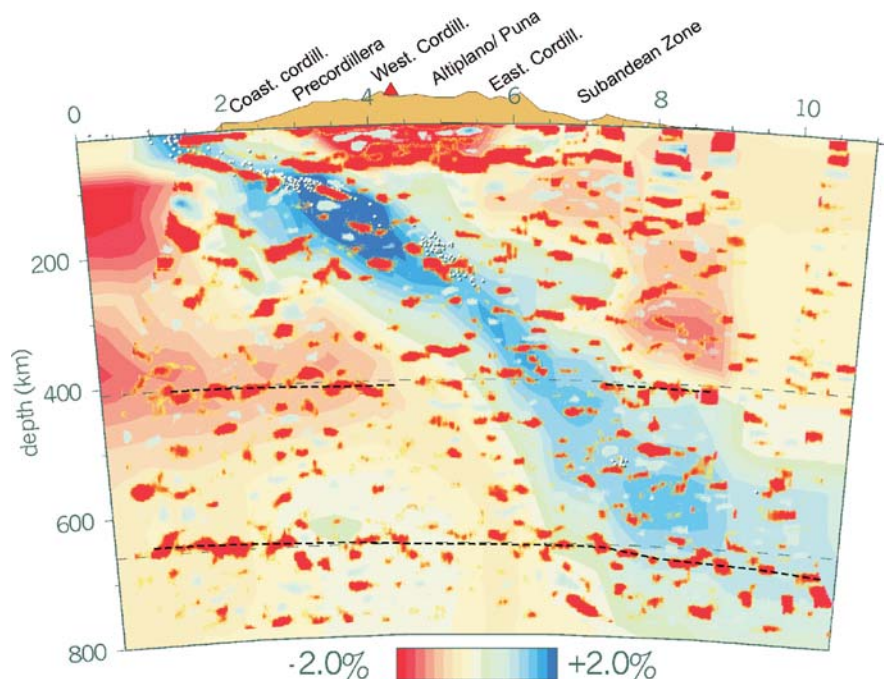 Coast. cordill.
Precordillera
West. Cordill.
Altiplano/ Puna
East. Cordill.
Subandean Zone
0
2
4
6
8
10
200
400
600
800
depth (km)
-2.0%
+2.0%